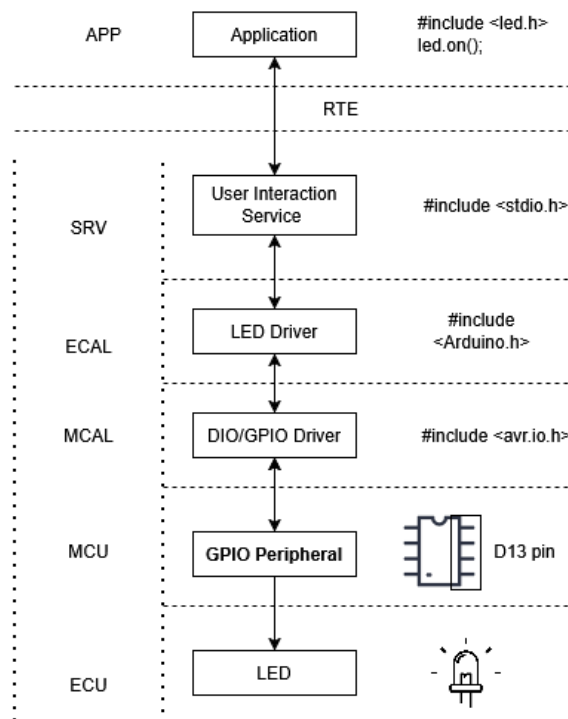 APP
Application
#include <led.h>
led.on();
RTE
SRV
User Interaction
Service
#include <stdio.h>
ECAL
LED Driver
#include
<Arduino.h>
MCAL
DIO/GPIO Driver
#include <avr.io.h>
MCU
GPIO Peripheral
D13 pin
ECU
LED